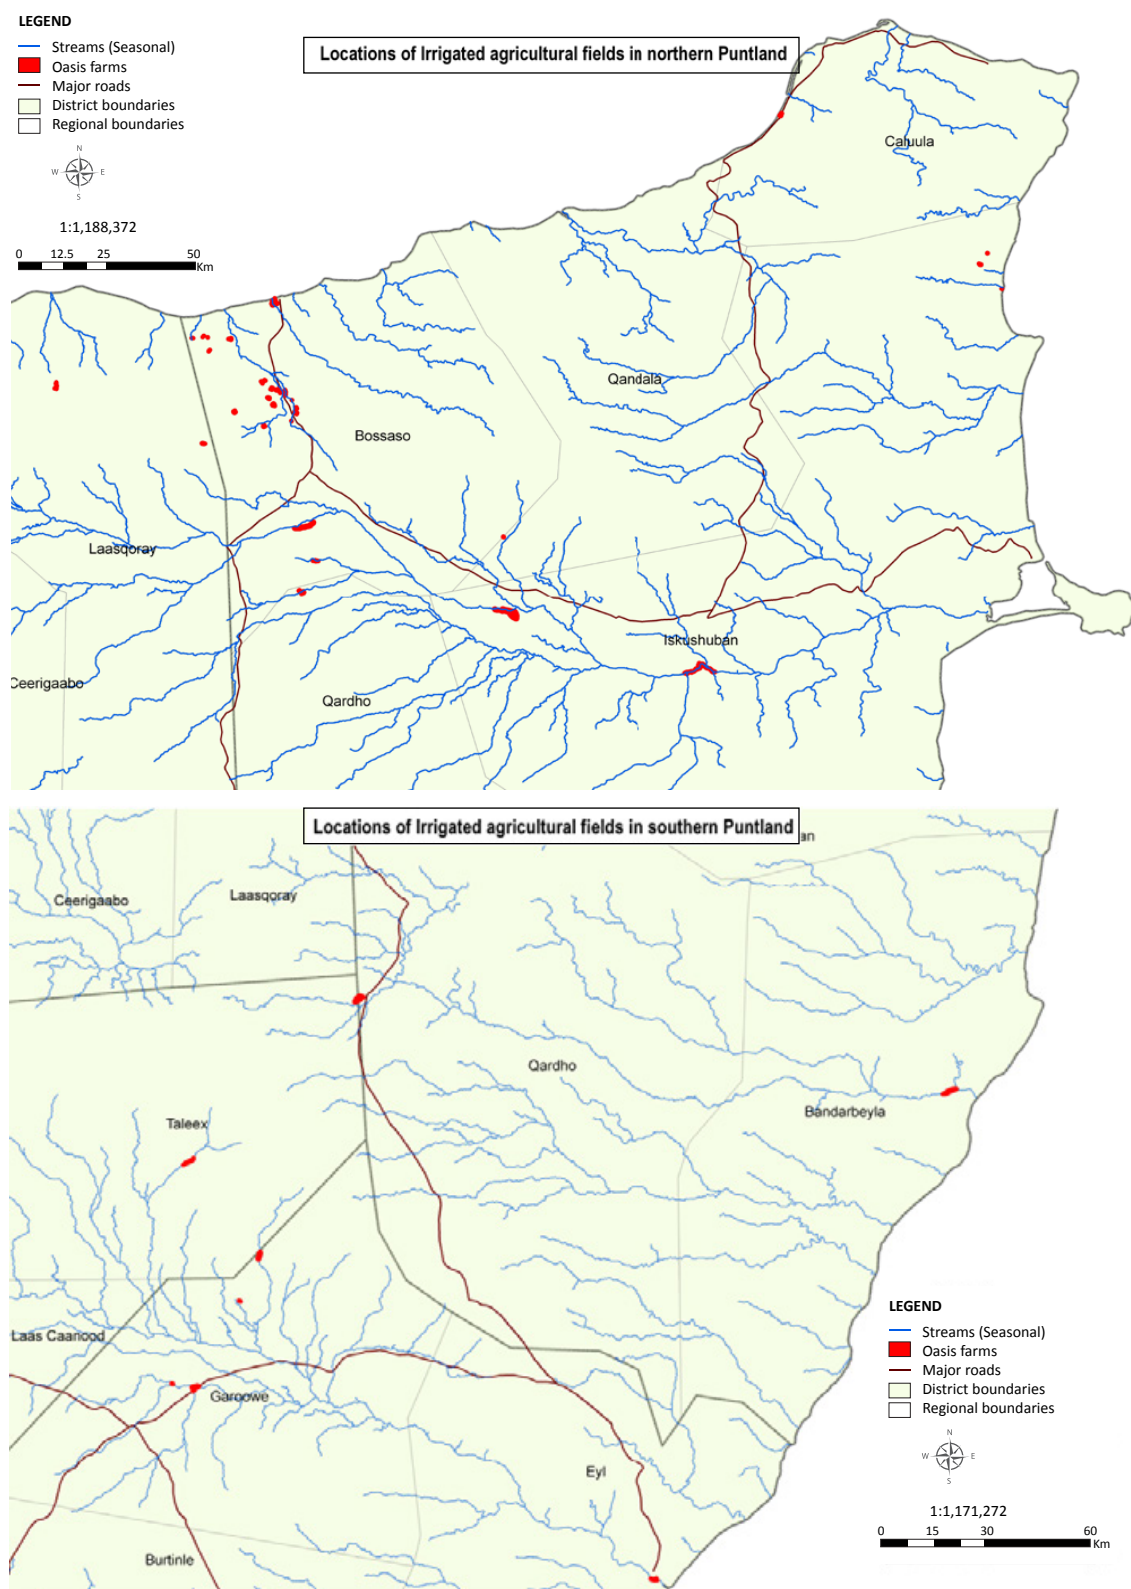 LEGEND
Streams (Seasonal)
Oasis farms
Major roads
District boundaries
Regional boundaries
N
W E
S
1:1,188,372
0 12.5 25 50
Km
Locations of Irrigated agricultural fields in northern Puntland
Caluula
Qandala
Bossaso
Laasqoray
Iskushuban
Ceerigaabo
Qardho
Locations of Irrigated agricultural fields in southern Puntland
an
Ceerigaabo
Laasqoray
Qardho
Bandarbeyla
Taleex
Laas Caanood
Garoowe
Eyl
Burtinle
LEGEND
Streams (Seasonal)
Oasis farms
Major roads
District boundaries
Regional boundaries
N
W E
S
1:1,171,272
0 15 30 60
Km